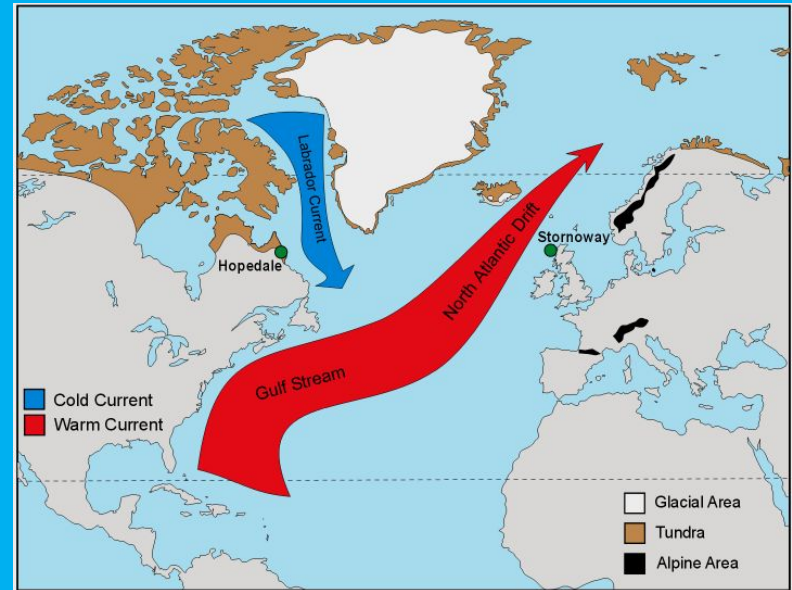 Labrador Current
Hopedale
North Atlantic Drift
Stornoway
Gulf Stream
Cold Current
Warm Current
Glacial Area
Tundra
Alpine Area